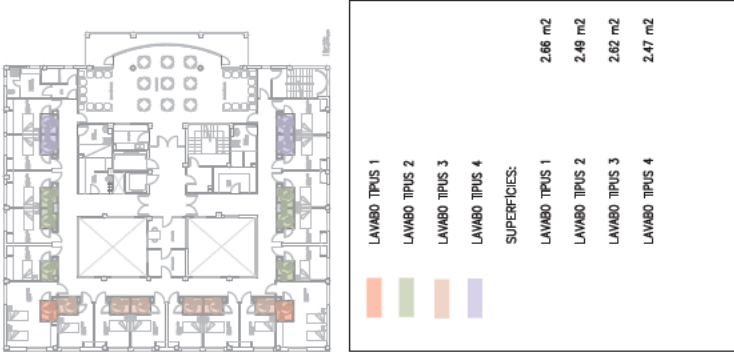 LAVABO TIPUS 1
LAVABO TIPUS 2
LAVABO TIPUS 3
LAVABO TIPUS 4
SUPERFÍCIES:
LAVABO TIPUS 1 2.66 m2
LAVABO TIPUS 2 2.49 m2
LAVABO TIPUS 3 2.62 m2
LAVABO TIPUS 4 2.47 m2